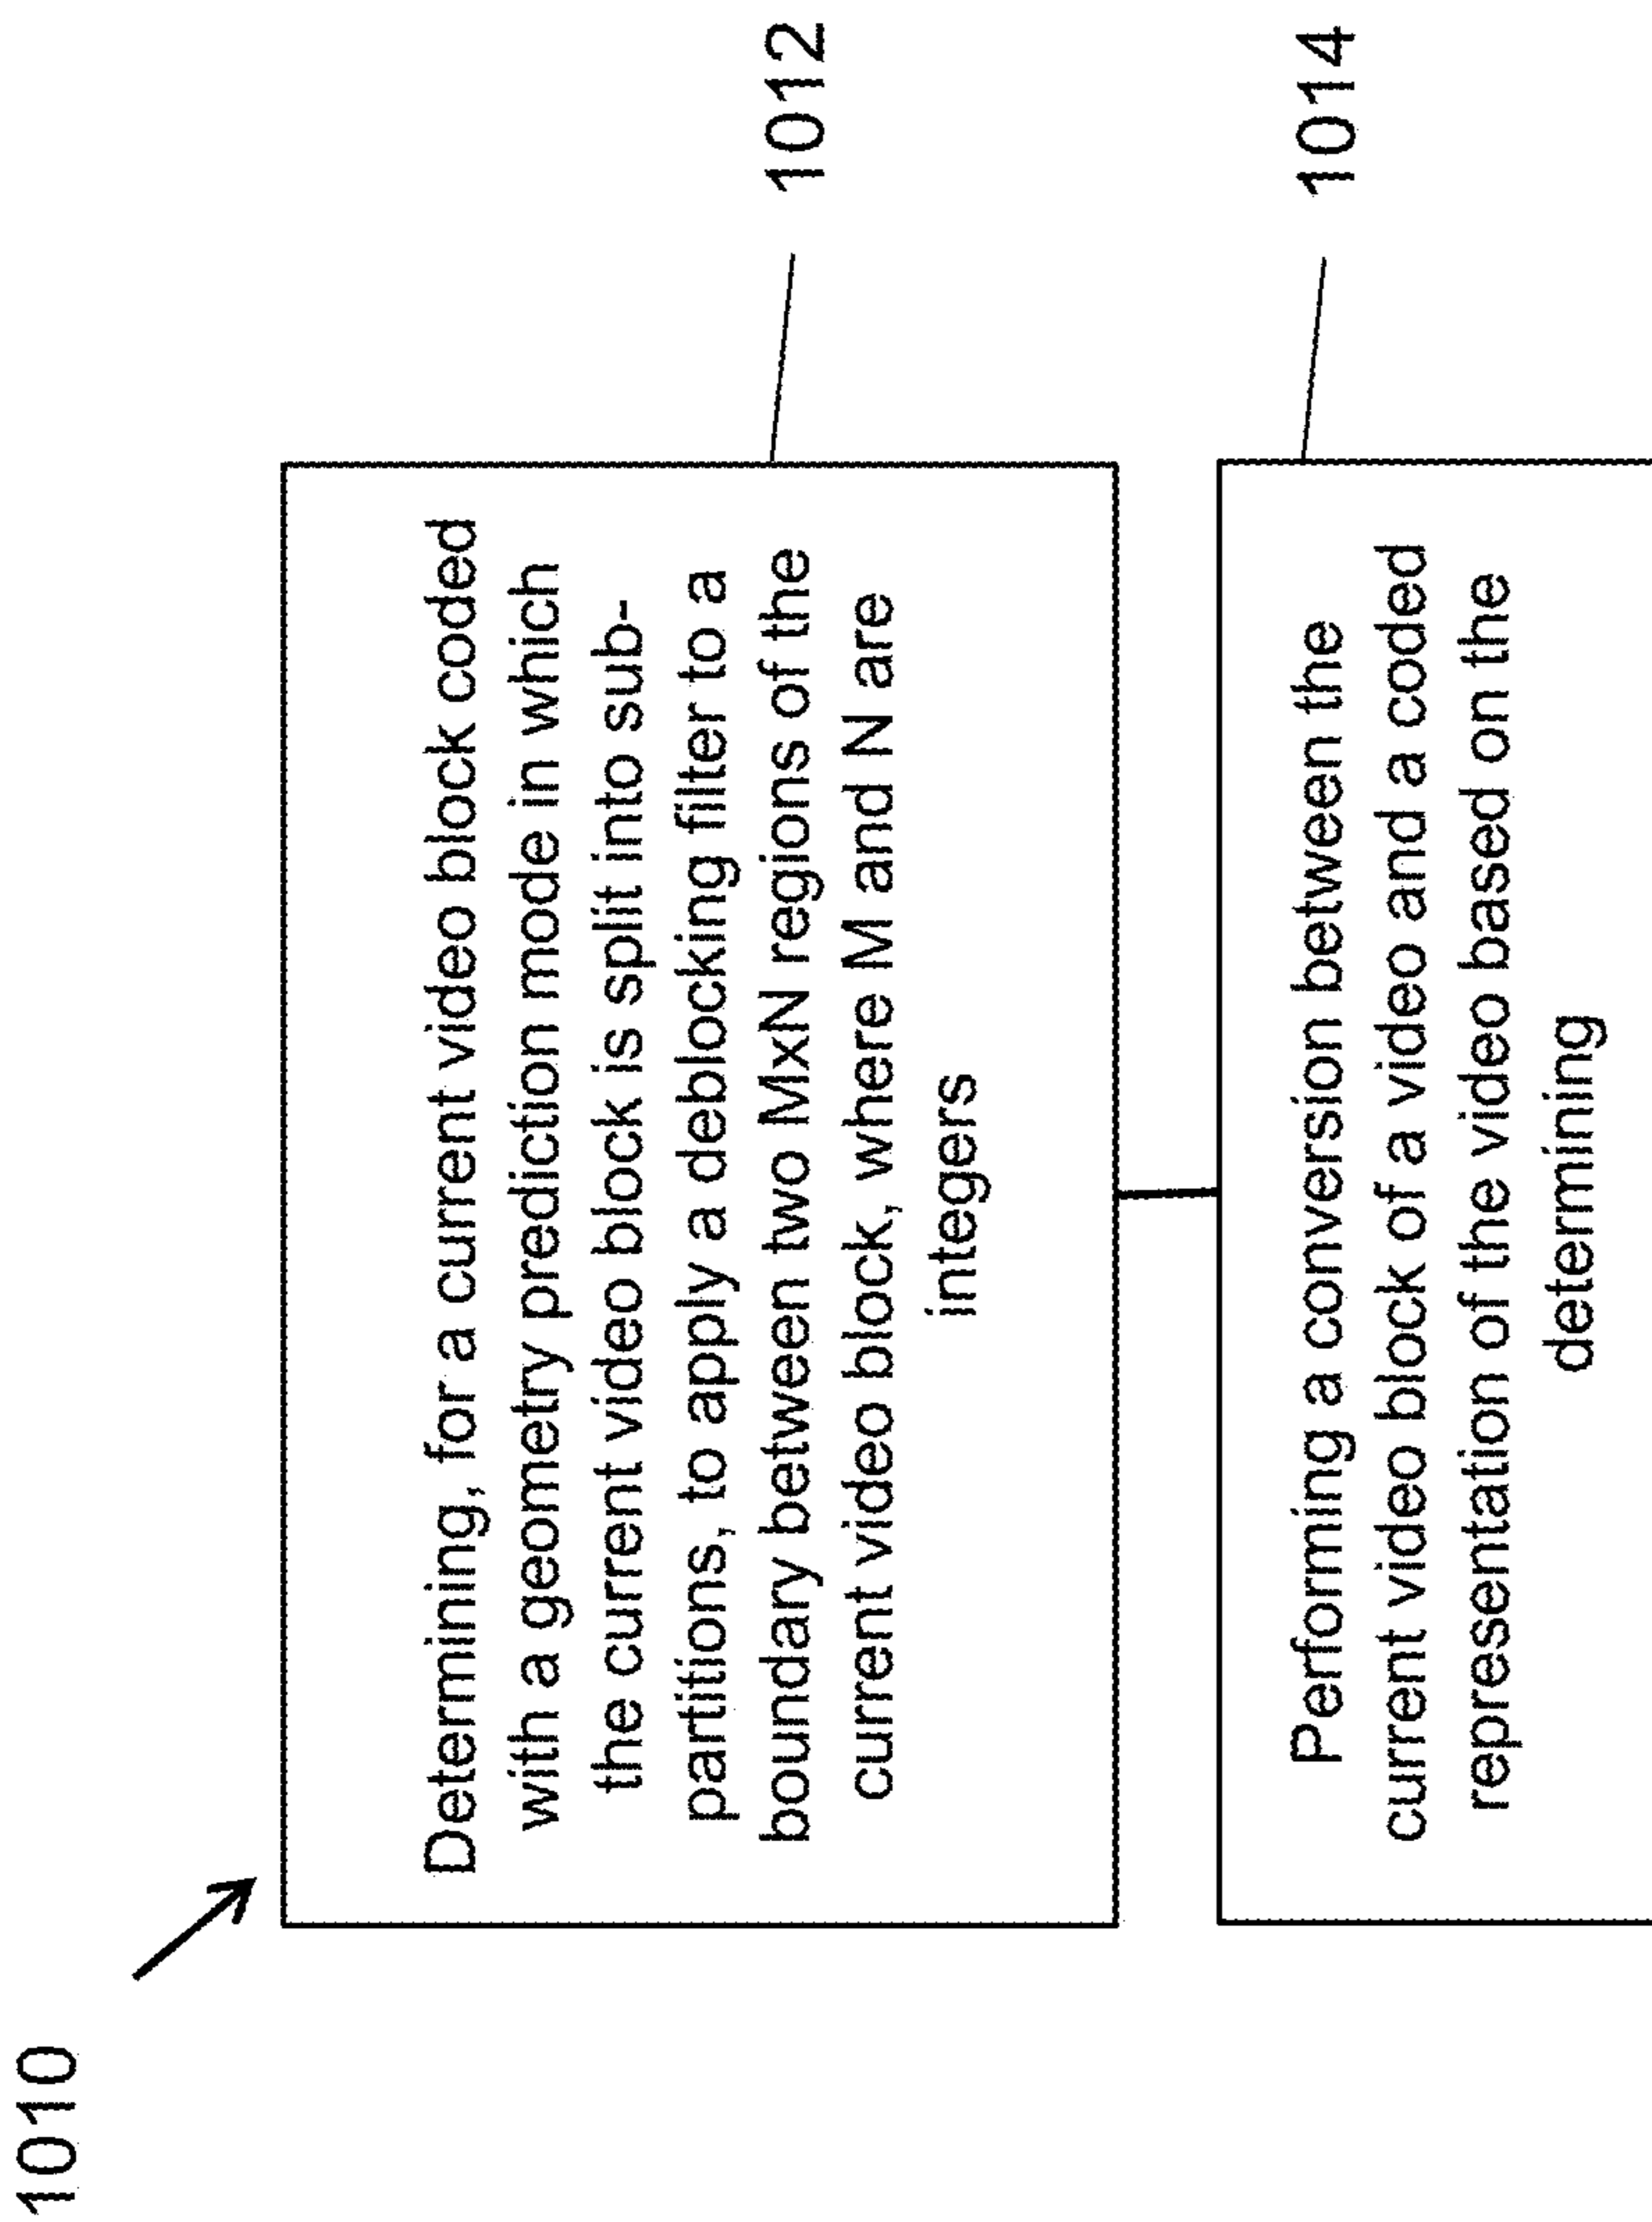 1010
Determining, for a current video block coded
with a geometry prediction mode in which
the current video block is split into sub-
partitions, to apply a deblocking filter to a
boundary between two MxN regions of the
current video block, where M and N are
integers
1012
Performing a conversion between the
current video block of a video and a coded
representation of the video based on the
determining
1014